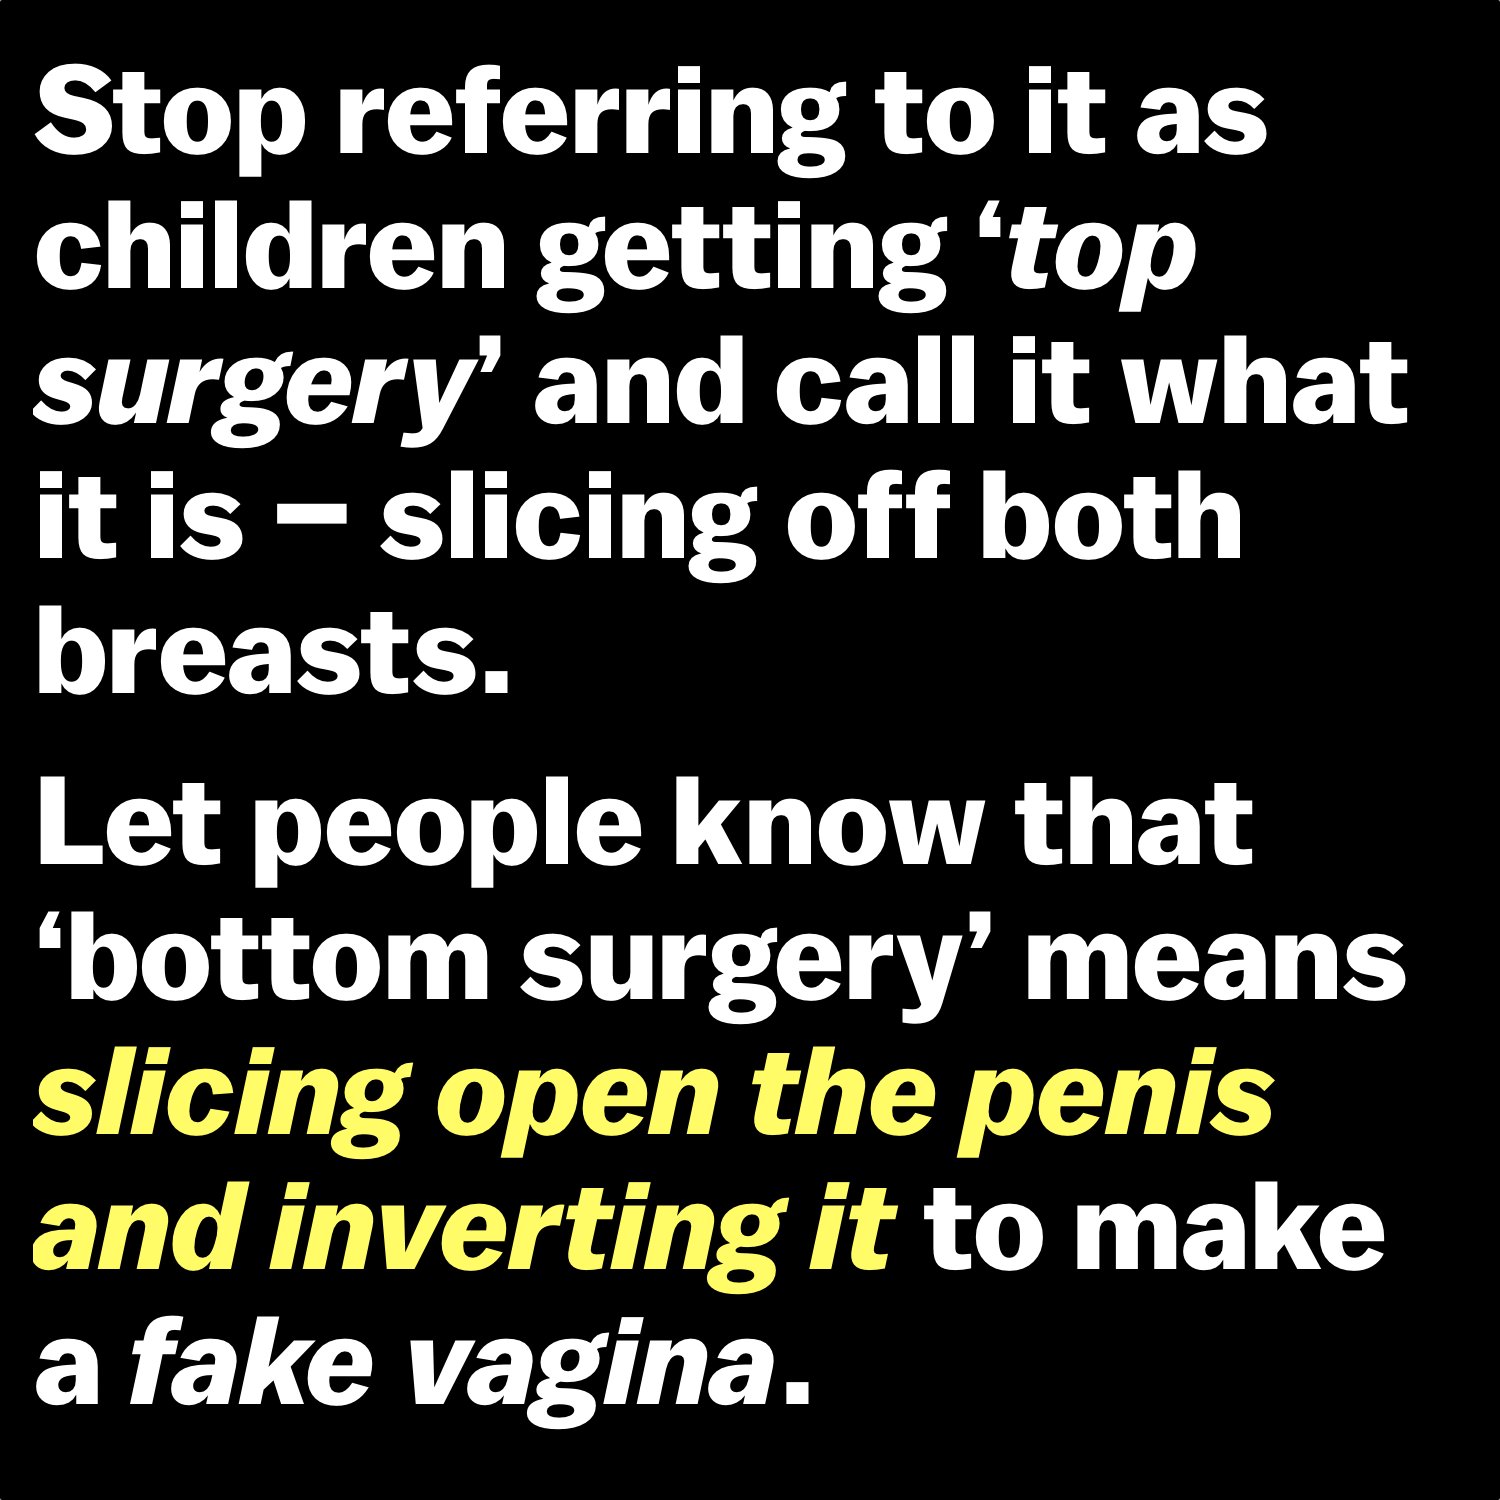 Stop referring to it as
children getting ‘top
surgery’ and call it what
it is – slicing off both
breasts.
Let people know that
‘bottom surgery’ means
slicing open the penis
and inverting it to make
a fake vagina.